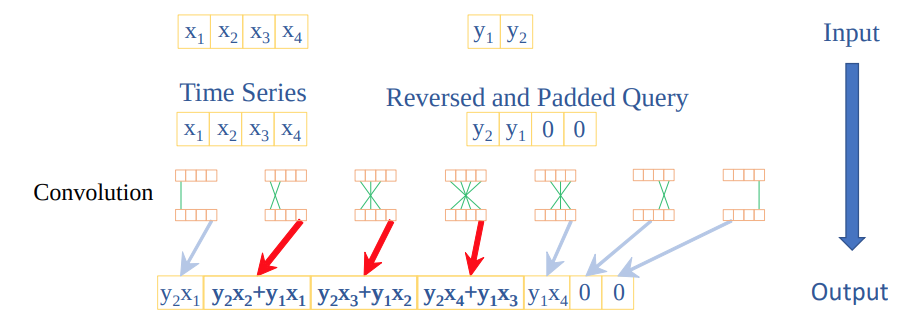 x₁ x₂ x₃ x₄ y₁ y₂ Input
Time Series Reversed and Padded Query
x₁ x₂ x₃ x₄ y₂ y₁ 0 0
Convolution
y₂x₁ y₂x₂+y₁x₁ y₂x₃+y₁x₂ y₂x₄+y₁x₃ y₁x₄ 0 0 Output